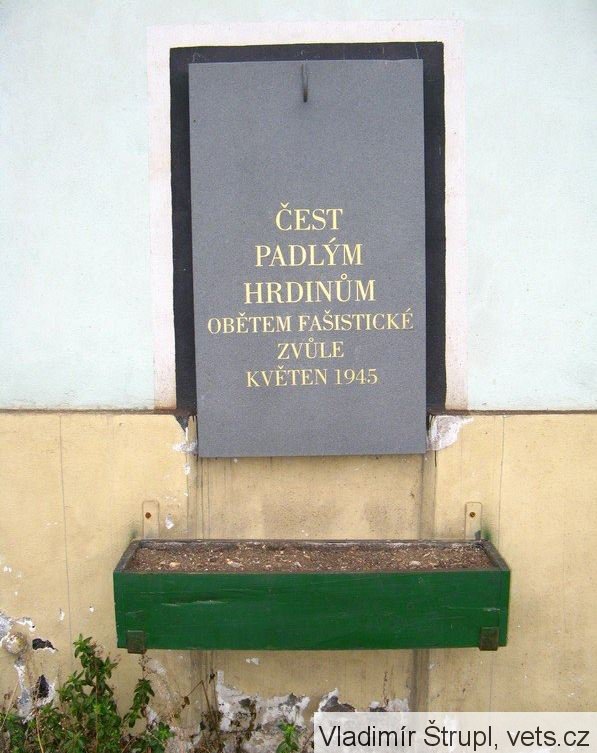 ČEST
PADLÝM
HRDINŮM
OBĚTEM FAŠISTICKÉ
ZVŮLE
KVĚTEN 1945
Vladimír Štrupl, vets.cz